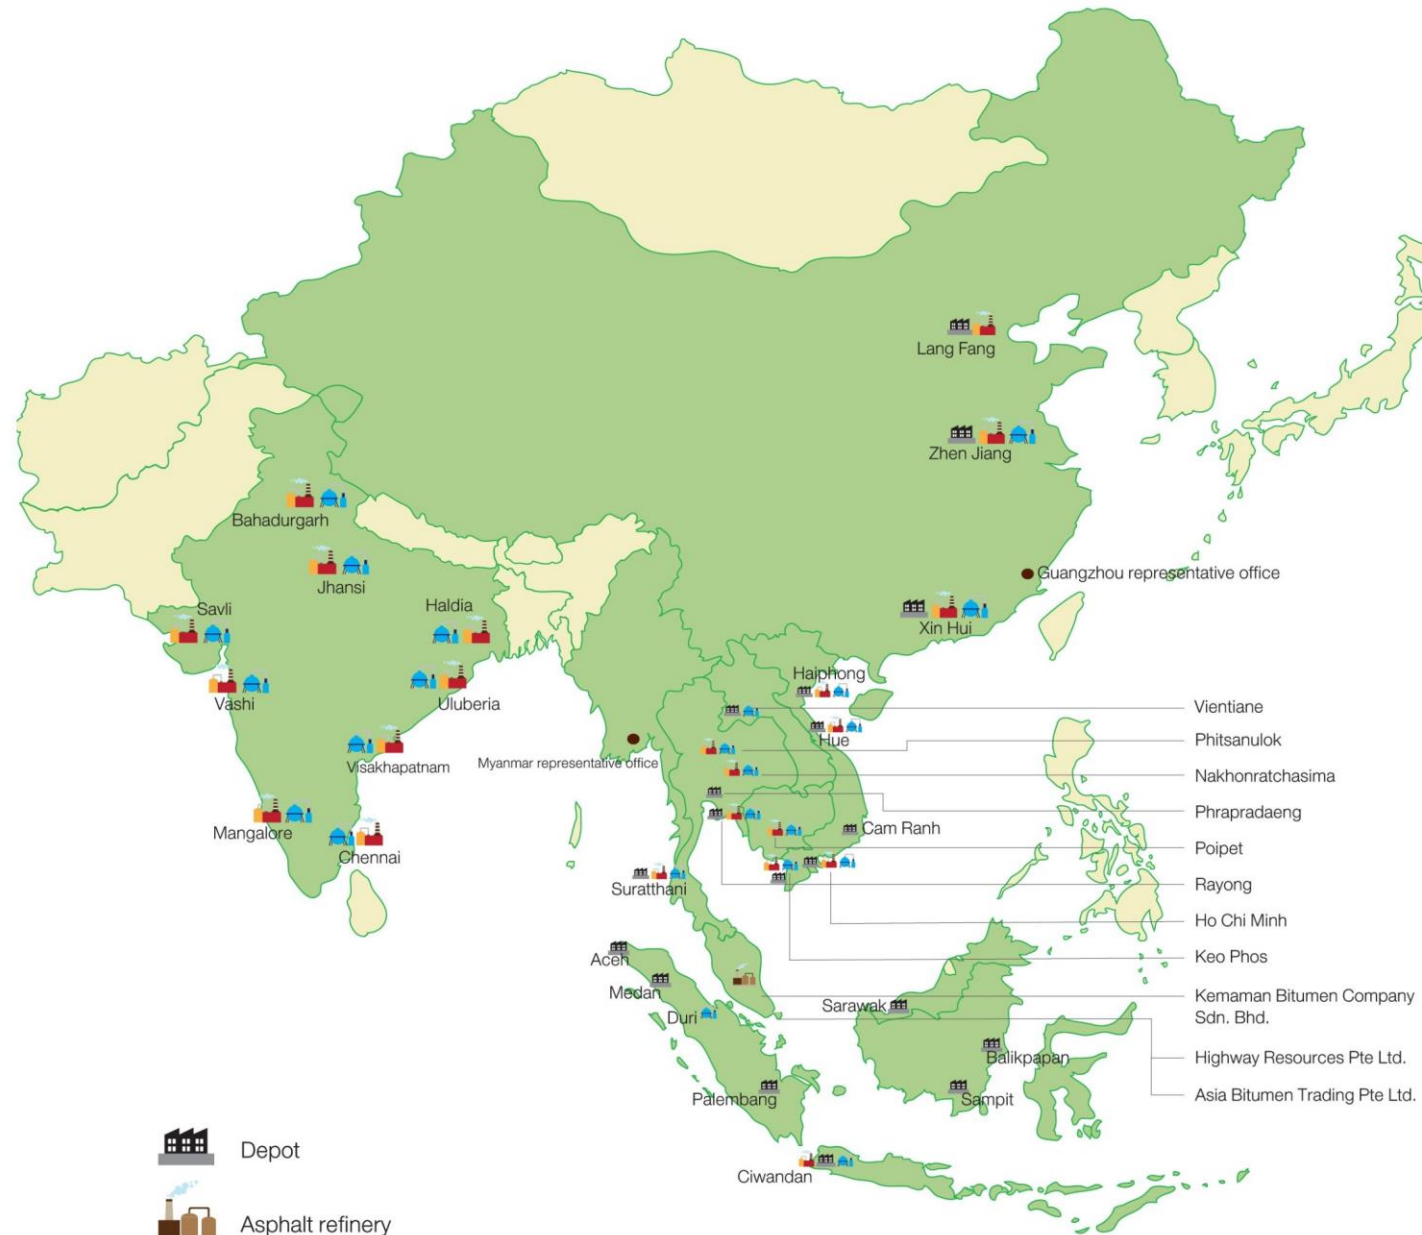 Lang Fang
Zhen Jiang
Bahadurgarh
Guangzhou representative office
Jhansi
Savli
Haldia
Xin Hui
Haiphong
Vashi
Uluberia
Vientiane
Hue
Phitsanulok
Myanmar representative office
Visakhapatnam
Nakhonratchasima
Phrapradaeng
Mangalore
Cam Ranh
Chennai
Poipet
Suratthani
Rayong
Ho Chi Minh
Aceh
Keo Phos
Medan
Kemaman Bitumen Company
Sdn. Bhd.
Sarawak
Duri
Balikpapan
Highway Resources Pte Ltd.
Palembang
Sampit
Asia Bitumen Trading Pte Ltd.
Depot
Ciwandan
Asphalt refinery